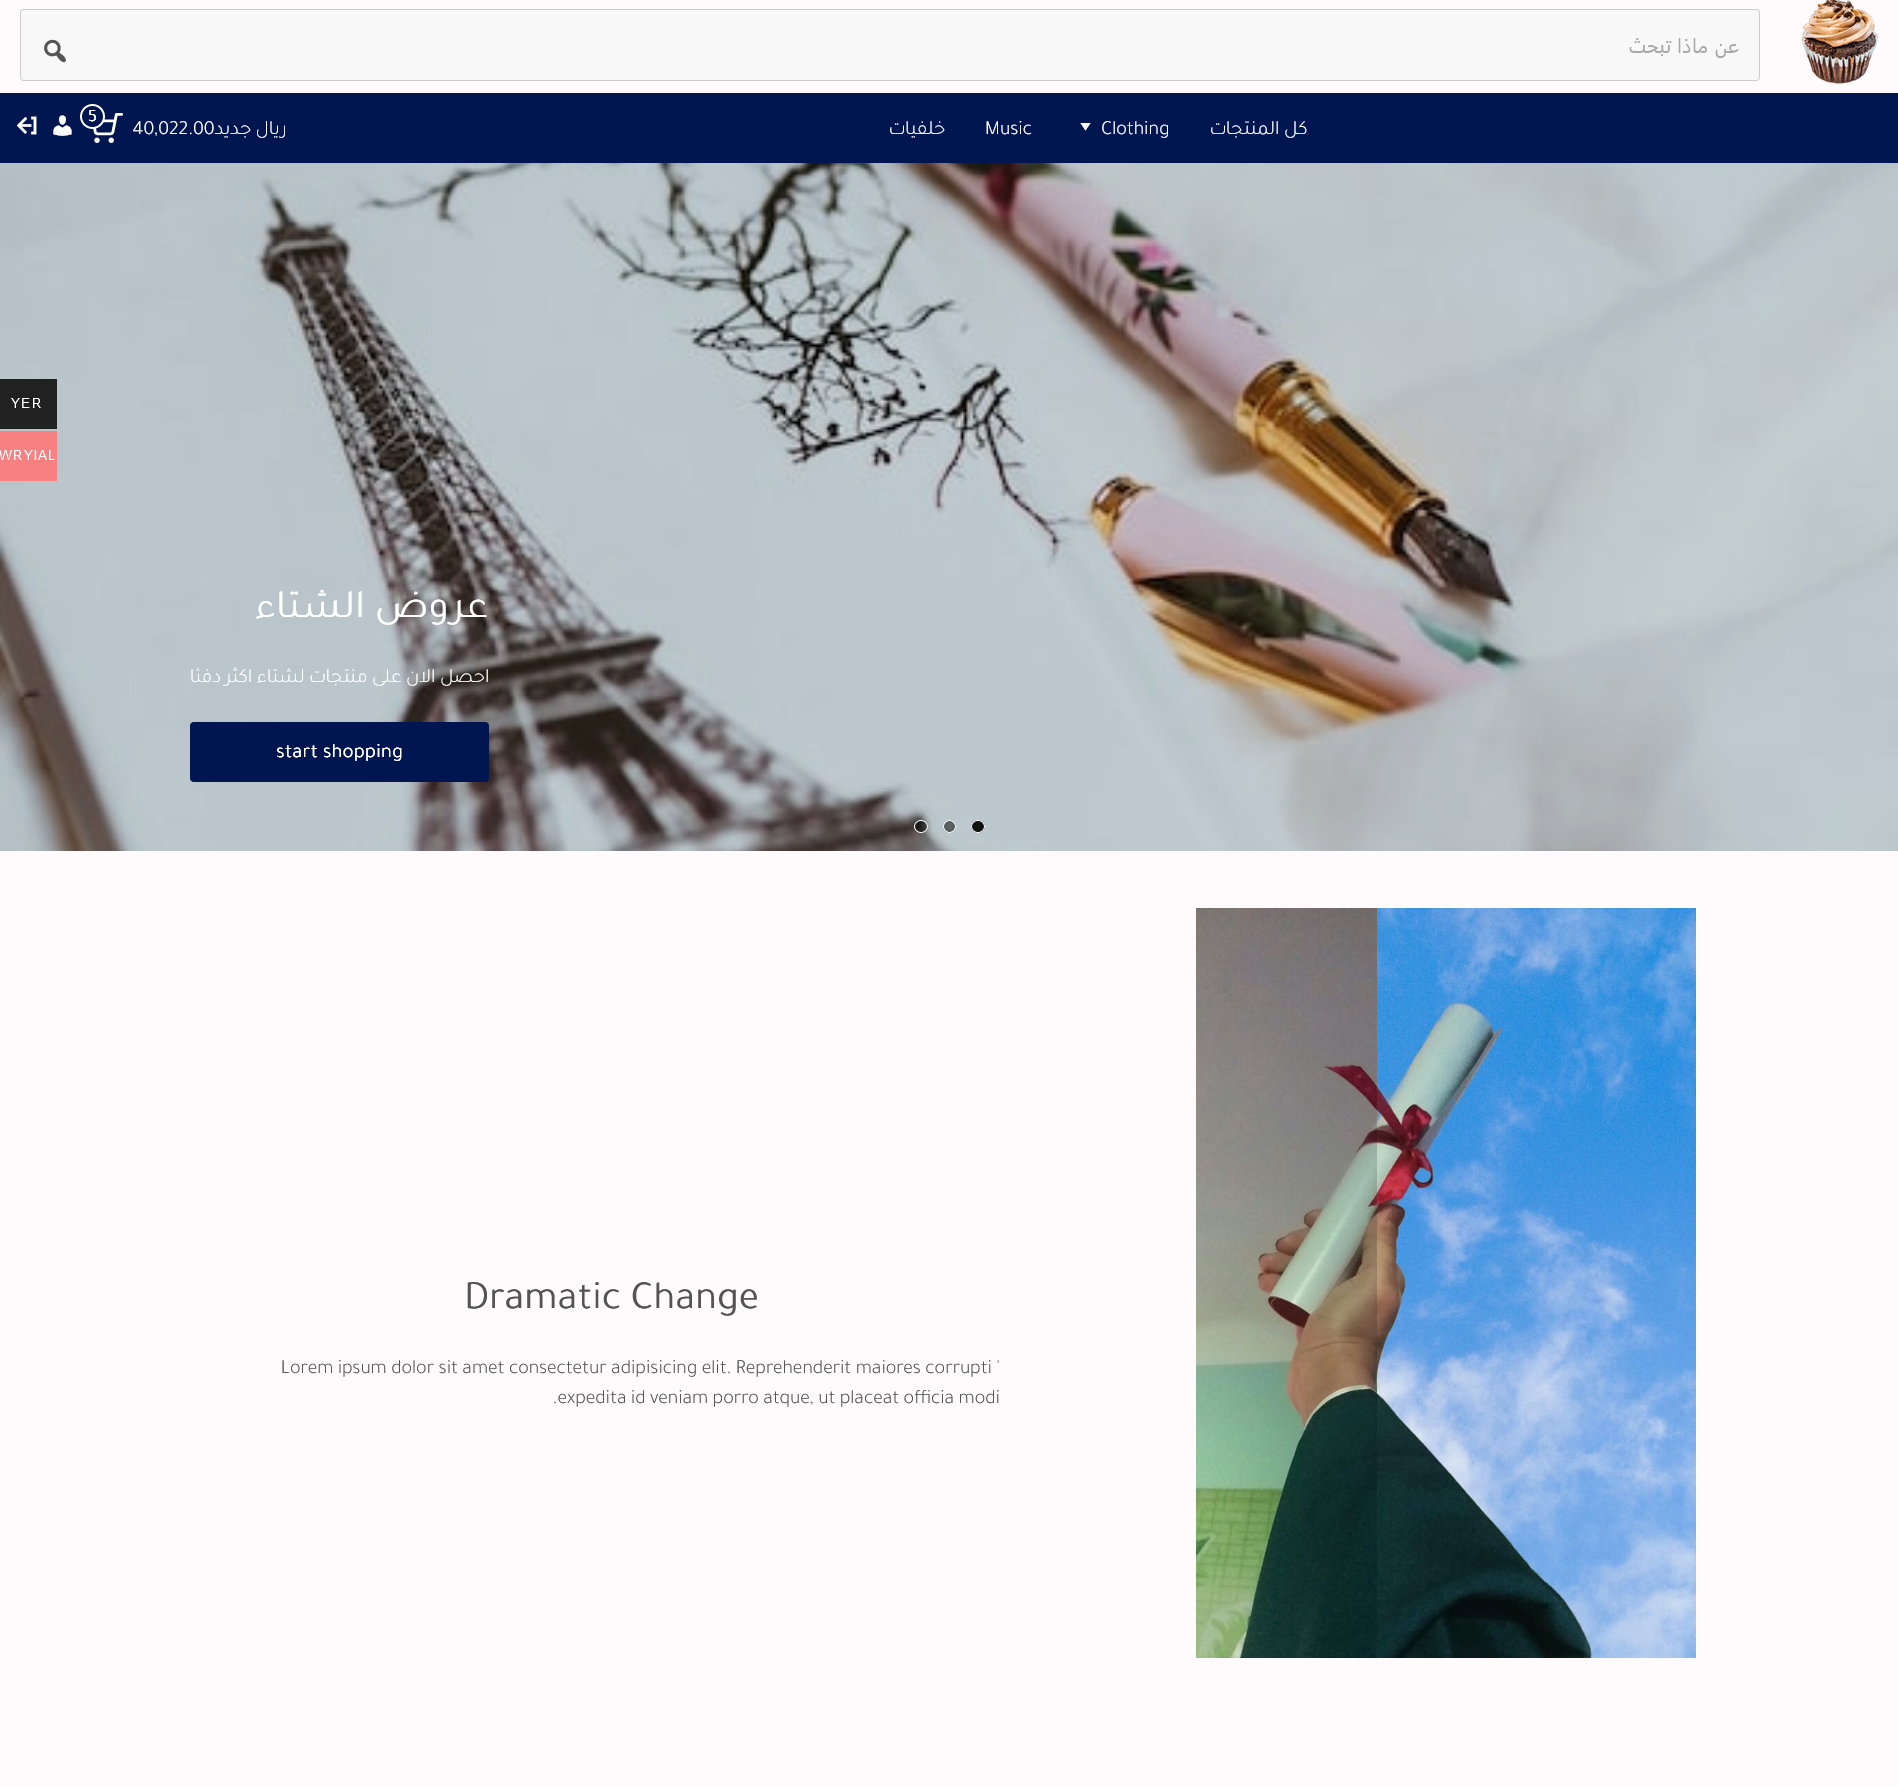 عن ماذا تبحث
كل المنتجات
Clothing
Music
خلفيات
ريال جديد40,022.00
5
YER
WRYIAL
عروض الشتاء
احصل الان على منتجات لشتاء اكثر دفئا
start shopping
Dramatic Change
Lorem ipsum dolor sit amet consectetur adipisicing elit. Reprehenderit maiores corrupti '
.expedita id veniam porro atque, ut placeat officia modi